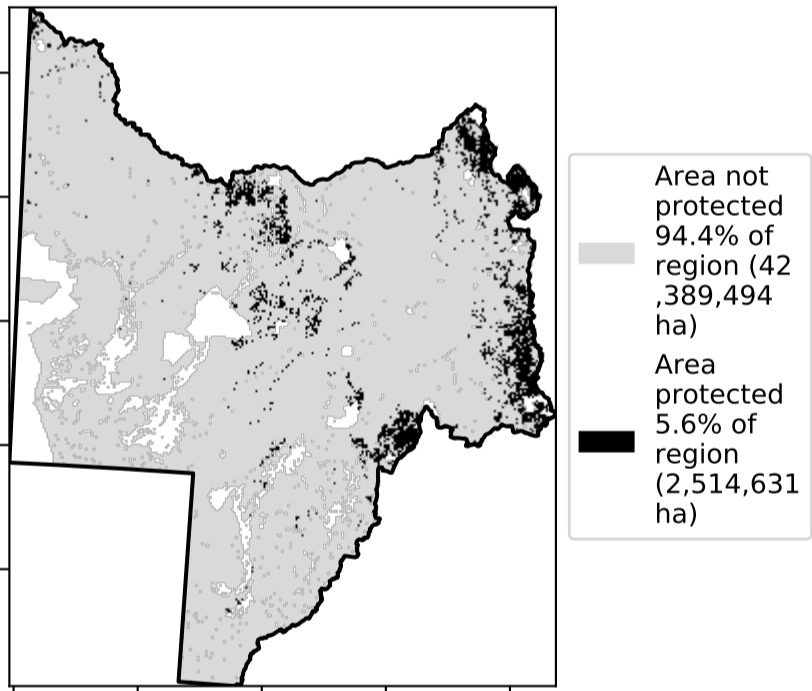 Area not
protected
94.4% of
region (42
,389,494
ha)
Area
protected
5.6% of
region
(2,514,631
ha)